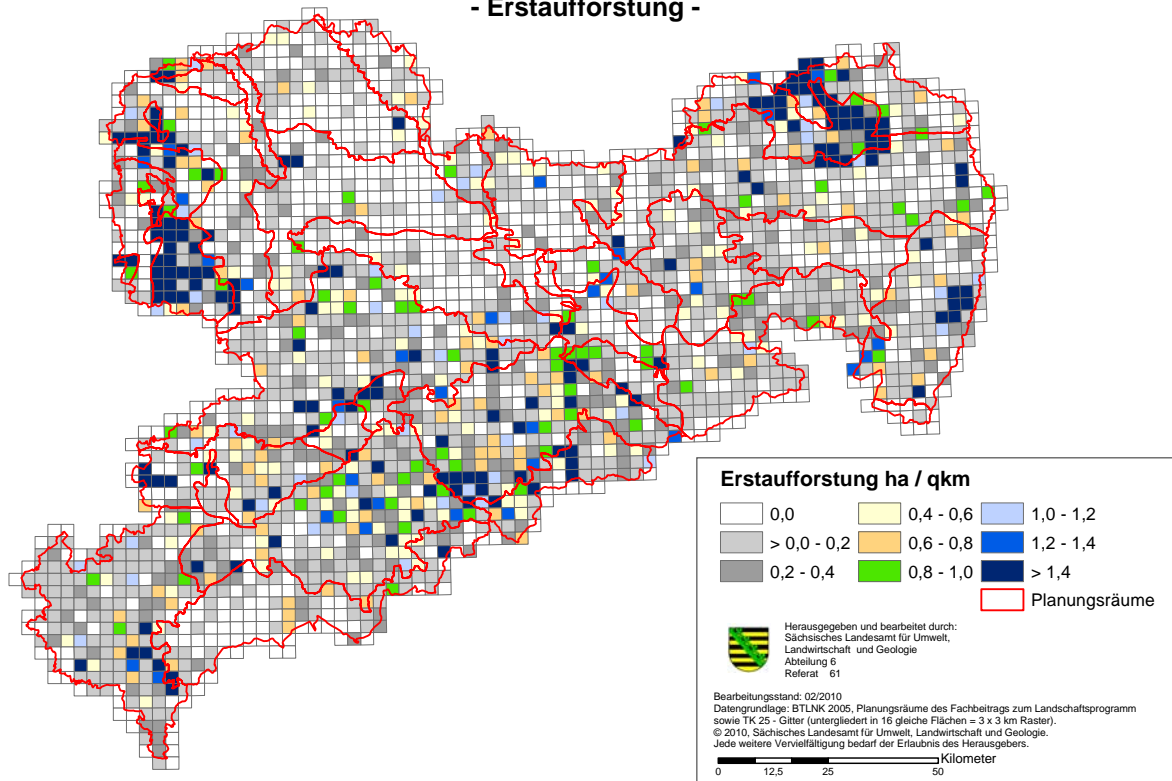 - Erstaufforstung -
Erstaufforstung ha / qkm
0,0
> 0,0 - 0,2
0,2 - 0,4
0,4 - 0,6
0,6 - 0,8
0,8 - 1,0
1,0 - 1,2
1,2 - 1,4
> 1,4
Planungsräume
Herausgegeben und bearbeitet durch:
Sächsisches Landesamt für Umwelt,
Landwirtschaft und Geologie
Abteilung 6
Referat 61
Bearbeitungsstand: 02/2010
Datengrundlage: BTLNK 2005, Planungsräume des Fachbeitrags zum Landschaftsprogramm
sowie TK 25 - Gitter (untergliedert in 16 gleiche Flächen = 3 x 3 km Raster).
© 2010, Sächisches Landesamt für Umwelt, Landwirtschaft und Geologie.
Jede weitere Vervielfältigung bedarf der Erlaubnis des Herausgebers.
Kilometer
0 12,5 25 50